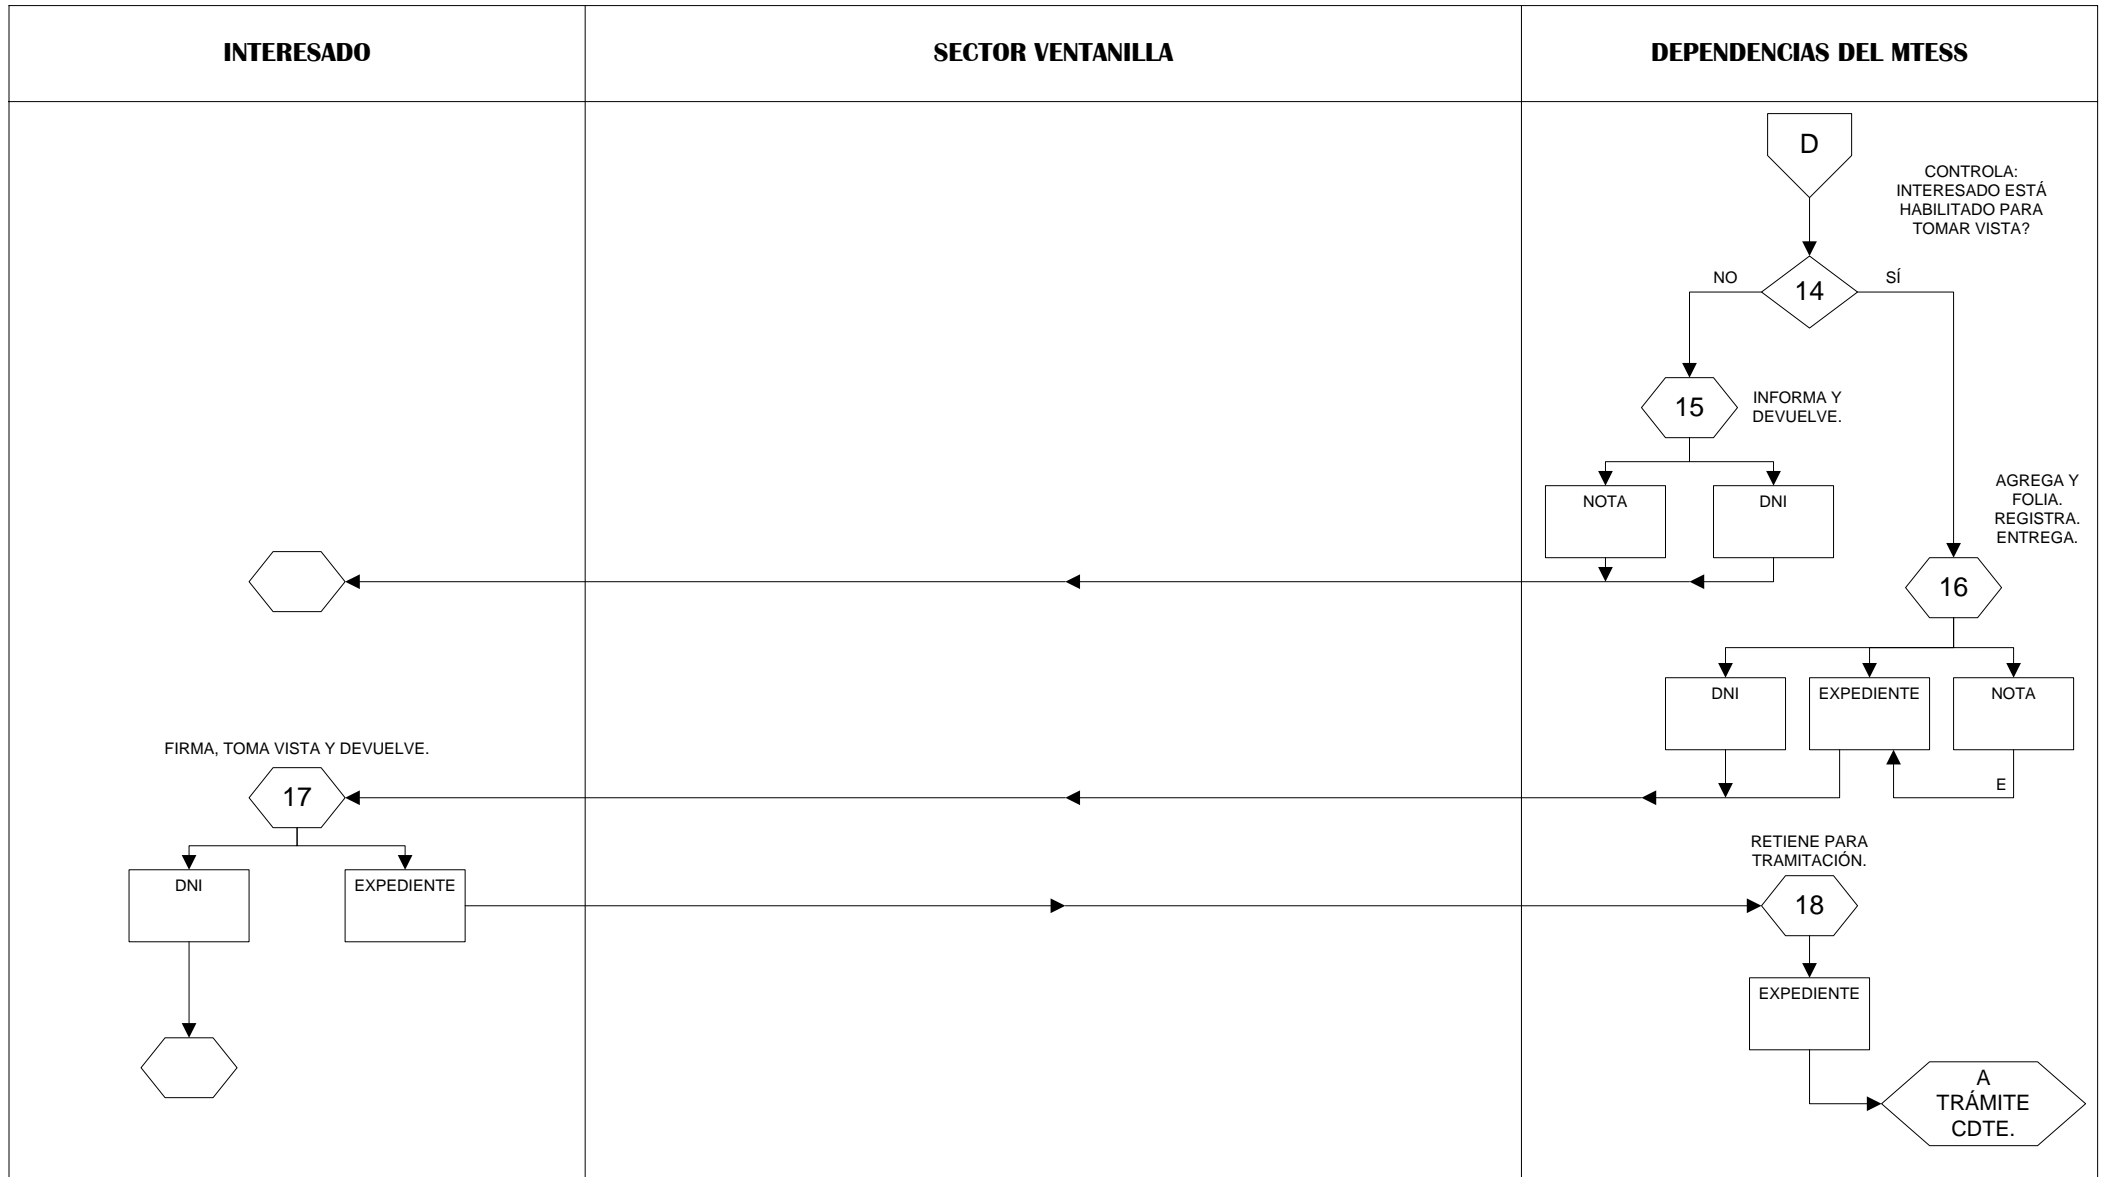 INTERESADO
SECTOR VENTANILLA
DEPENDENCIAS DEL MTESS
D
CONTROLA:
INTERESADO ESTÁ
HABILITADO PARA
TOMAR VISTA?
NO
14
SÍ
15
INFORMA Y
DEVUELVE.
NOTA
DNI
AGREGA Y
FOLIA.
REGISTRA.
ENTREGA.
16
DNI
EXPEDIENTE
NOTA
E
FIRMA, TOMA VISTA Y DEVUELVE.
17
DNI
EXPEDIENTE
RETIENE PARA
TRAMITACIÓN.
18
EXPEDIENTE
A
TRÁMITE
CDTE.